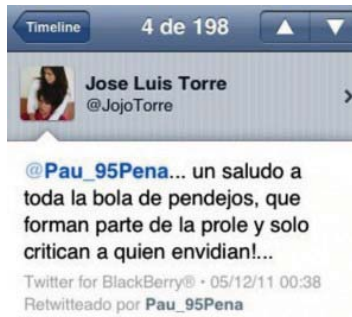 Timeline
4 de 198
Jose Luis Torre
@JojoTorre
@Pau_95Pena... un saludo a
toda la bola de pendejos, que
forman parte de la prole y solo
critican a quien envidian!...
Twitter for BlackBerry® • 05/12/11 00:38
Retwitteado por Pau_95Pena